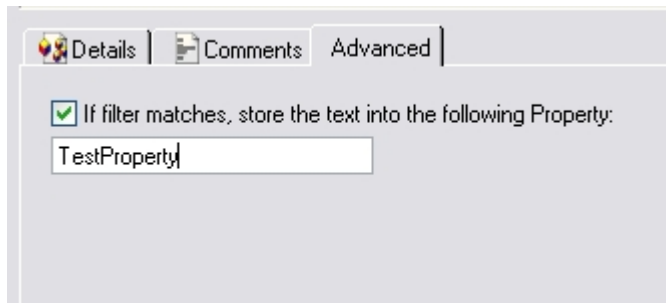 Details Comments Advanced
If filter matches, store the text into the following Property:
TestProperty